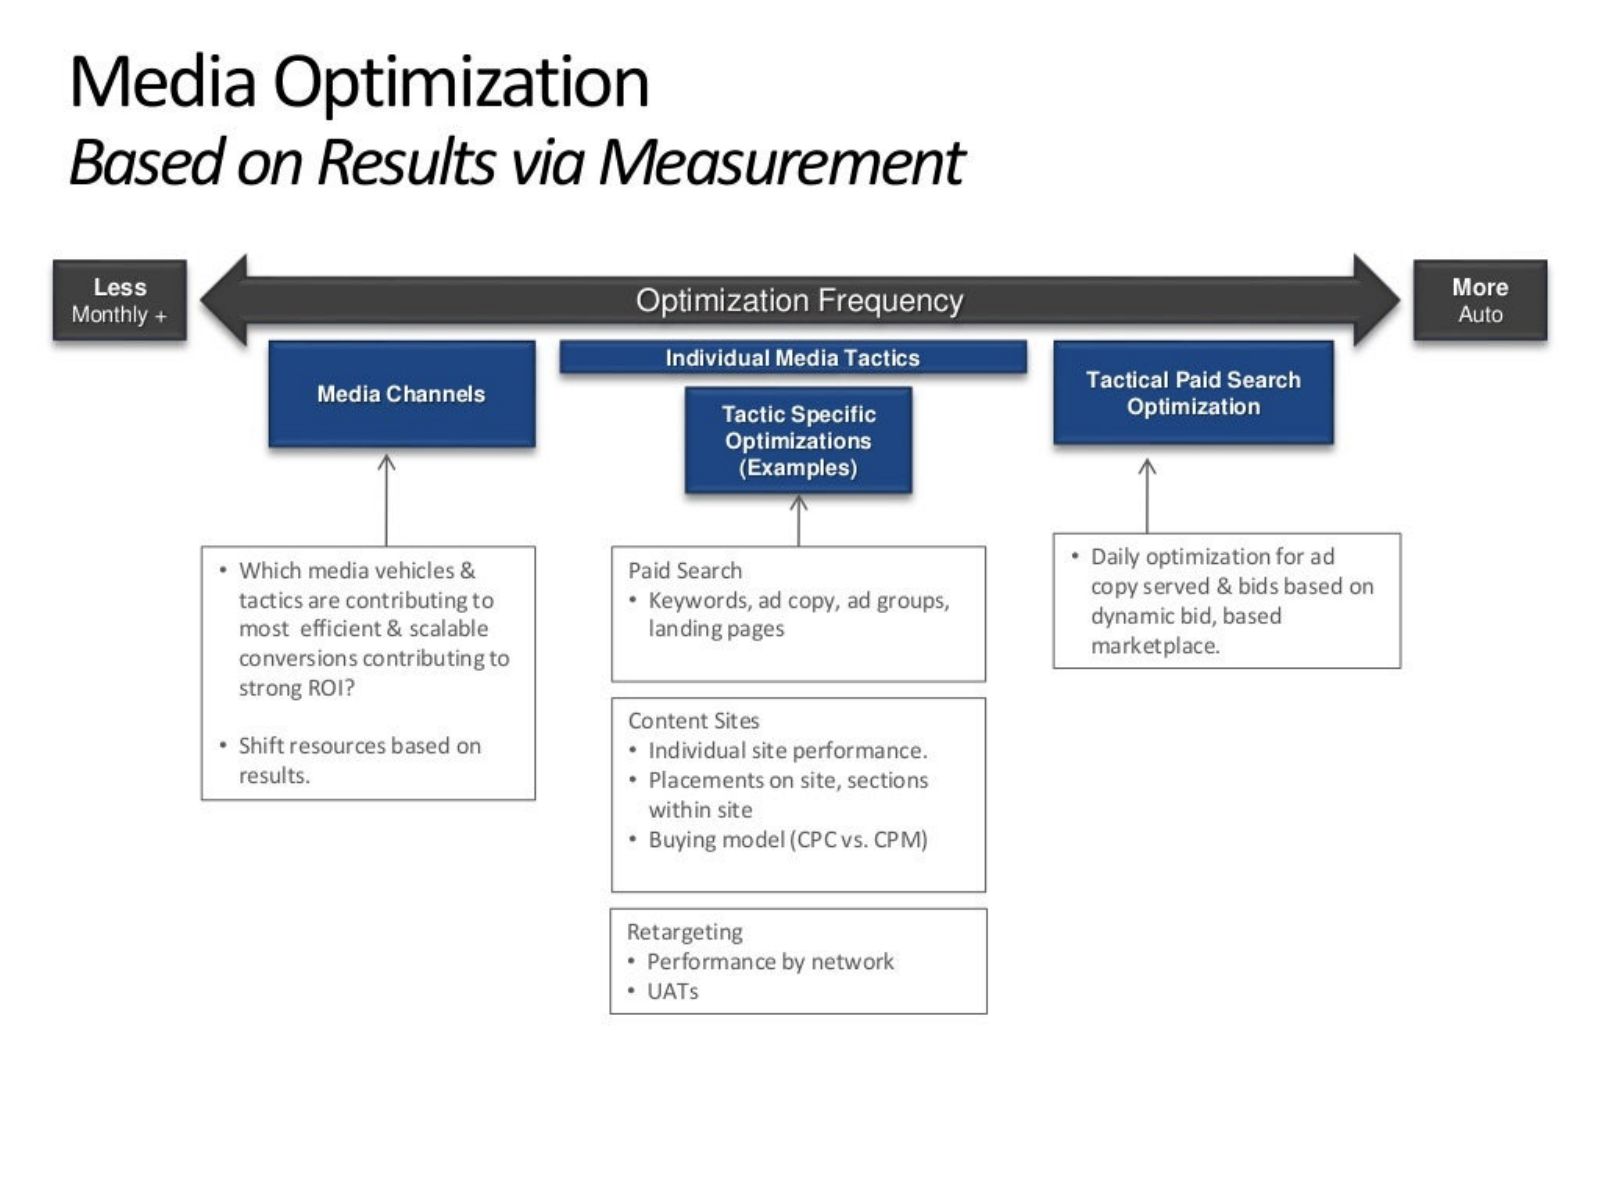 Media Optimization
Based on Results via Measurement
Less
Monthly +
Optimization Frequency
More
Auto
Media Channels
Individual Media Tactics
Tactic Specific
Optimizations
(Examples)
Tactical Paid Search
Optimization
• Which media vehicles &
tactics are contributing to
most efficient & scalable
conversions contributing to
strong ROI?
• Shift resources based on
results.
Paid Search
• Keywords, ad copy, ad groups,
landing pages
Content Sites
• Individual site performance.
• Placements on site, sections
within site
• Buying model (CPC vs. CPM)
Retargeting
• Performance by network
• UATs
• Daily optimization for ad
copy served & bids based on
dynamic bid, based
marketplace.